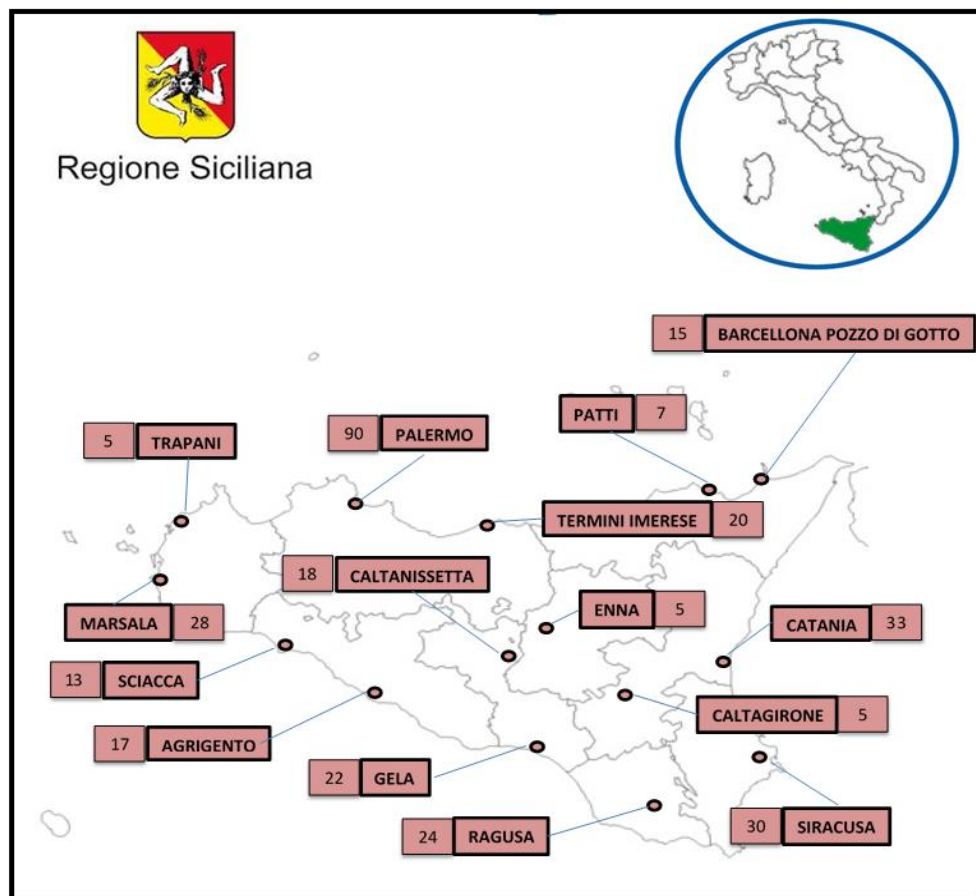 Regione Siciliana
15 BARCELLONA POZZO DI GOTTO
PATTI 7
5 TRAPANI
90 PALERMO
TERMINI IMERESE 20
18 CALTANISSETTA
MARSALA 28
ENNA 5
CATANIA 33
13 SCIACCA
CALTAGIRONE 5
17 AGRIGENTO
22 GELA
24 RAGUSA
30 SIRACUSA